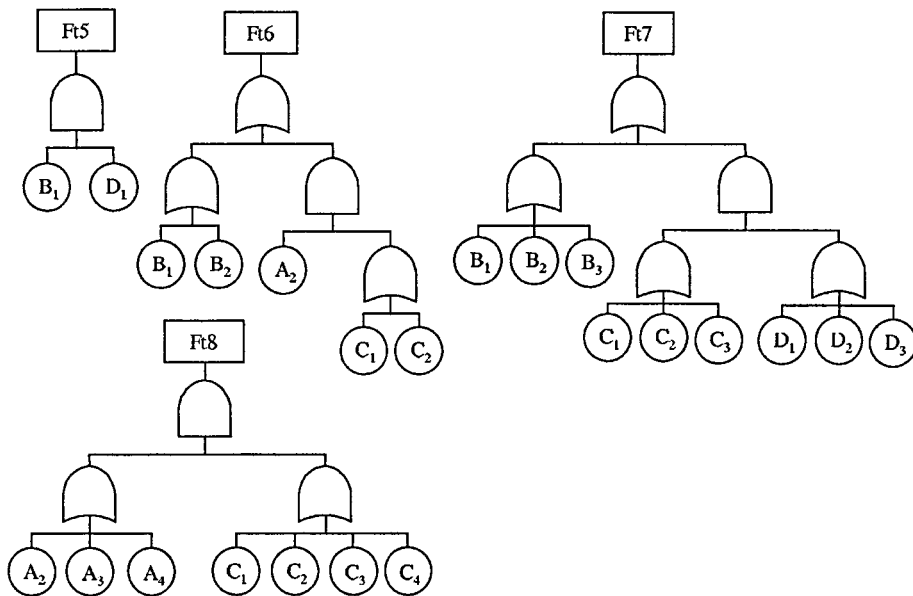 Ft5
Ft6
Ft7
B₁ D₁
B₁ B₂ A₂
B₁ B₂ B₃
C₁ C₂
C₁ C₂ C₃ D₁ D₂ D₃
Ft8
A₂ A₃ A₄ C₁ C₂ C₃ C₄